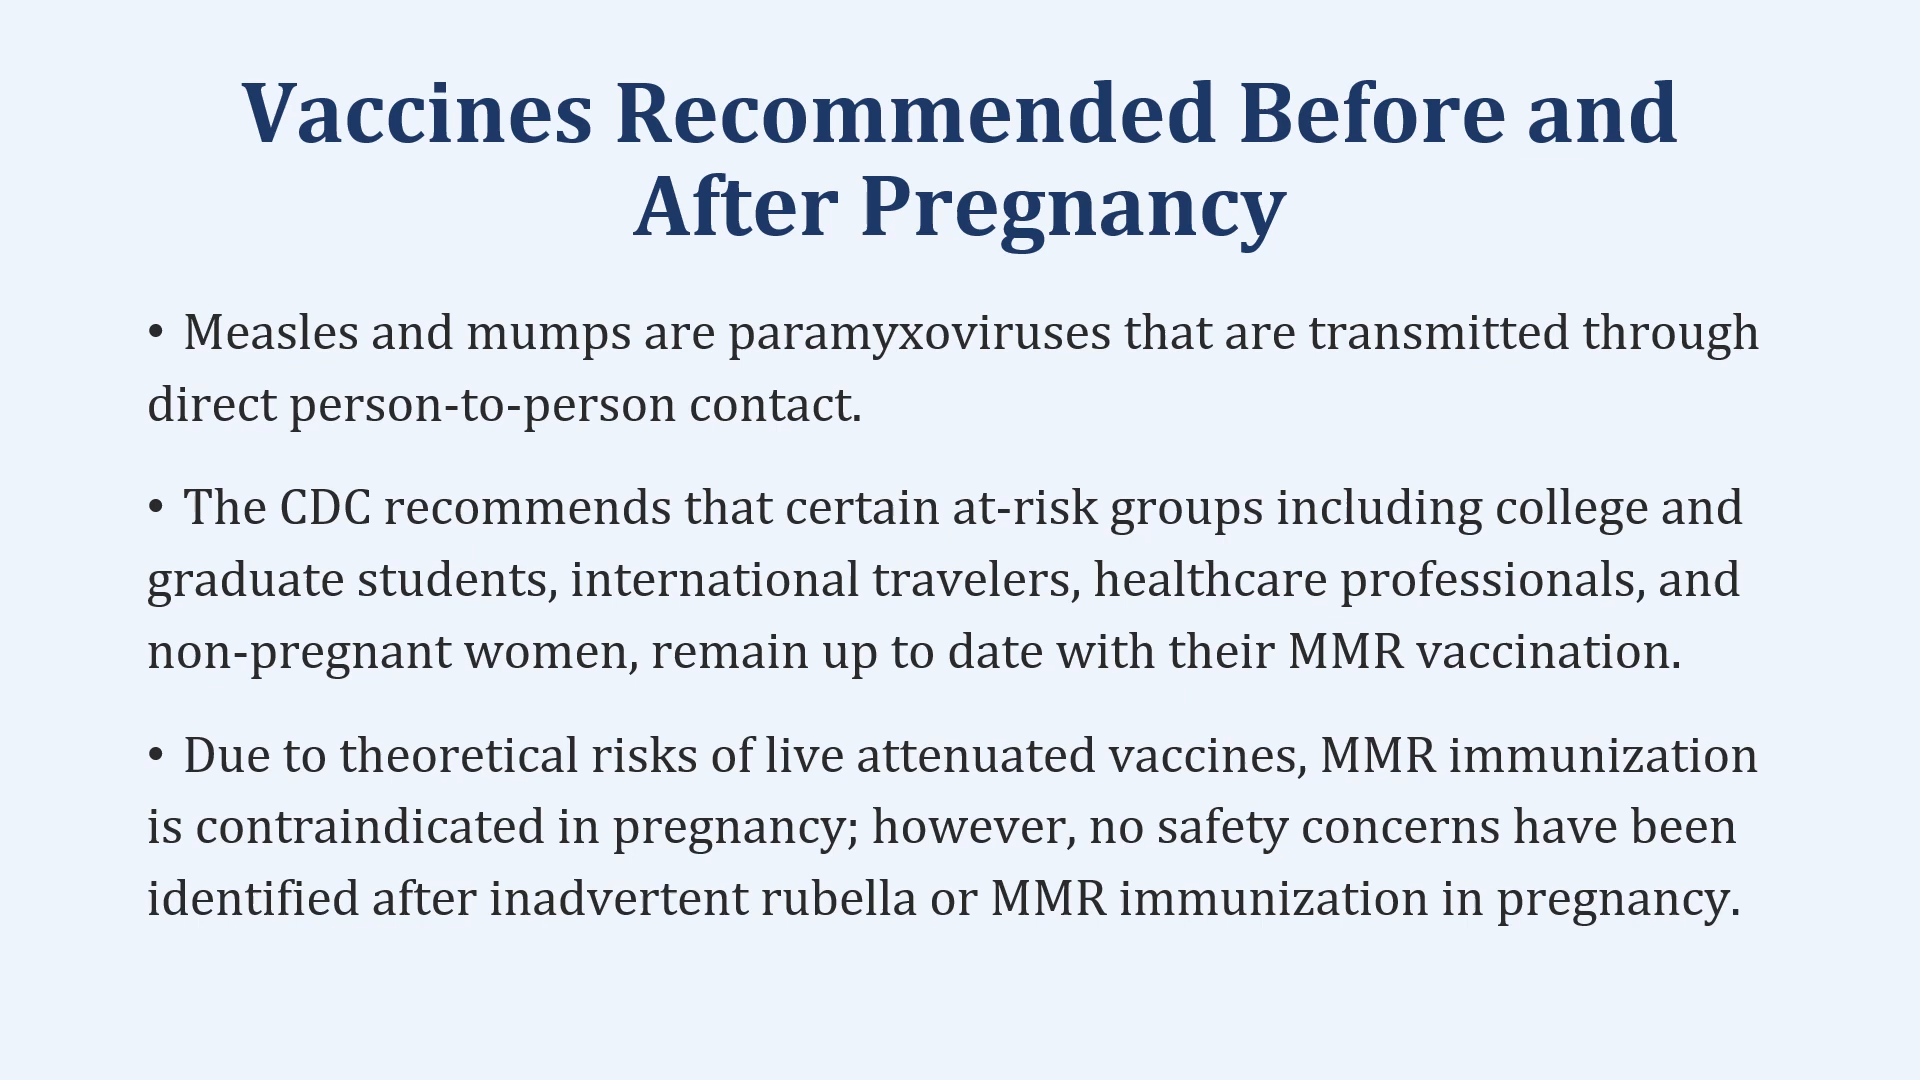 Vaccines Recommended Before and
After Pregnancy
• Measles and mumps are paramyxoviruses that are transmitted through
direct person-to-person contact.
• The CDC recommends that certain at-risk groups including college and
graduate students, international travelers, healthcare professionals, and
non-pregnant women, remain up to date with their MMR vaccination.
• Due to theoretical risks of live attenuated vaccines, MMR immunization
is contraindicated in pregnancy; however, no safety concerns have been
identified after inadvertent rubella or MMR immunization in pregnancy.